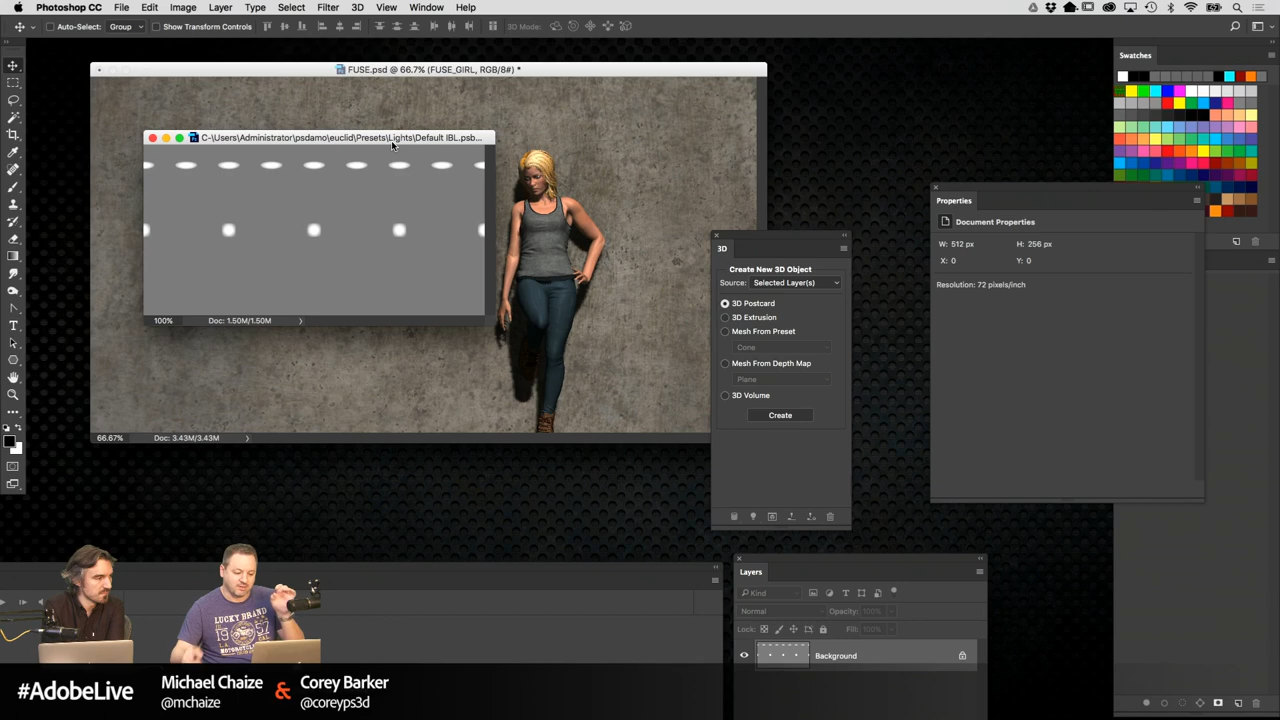 Photoshop CC File Edit Image Layer Type Select Filter 3D View Window Help
Auto-Select: Group Show Transform Controls 3D Mode:
FUSE.psd @ 66.7% (FUSE_GIRL, RGB/8#) *
Swatches
C-\Users\Administrator\psdamo\euclid\Presets\Lights\Default IBL.psb...
Properties
Document Properties
W: 512 px H: 256 px
X: 0 Y: 0
Resolution: 72 pixels/inch
3D
Create New 3D Object
Source: Selected Layer(s)
3D Postcard
3D Extrusion
Mesh From Preset
Cone
Mesh From Depth Map
Plane
3D Volume
Create
100% Doc: 1.50M/1.50M
66.67% Doc: 3.43M/3.43M
Layers
Kind
Normal Opacity: 100%
Lock: Fill: 100%
Background
LUCKY BRAND
#AdobeLive
Michael Chaize
@mchaize
&
Corey Barker
@coreyps3d